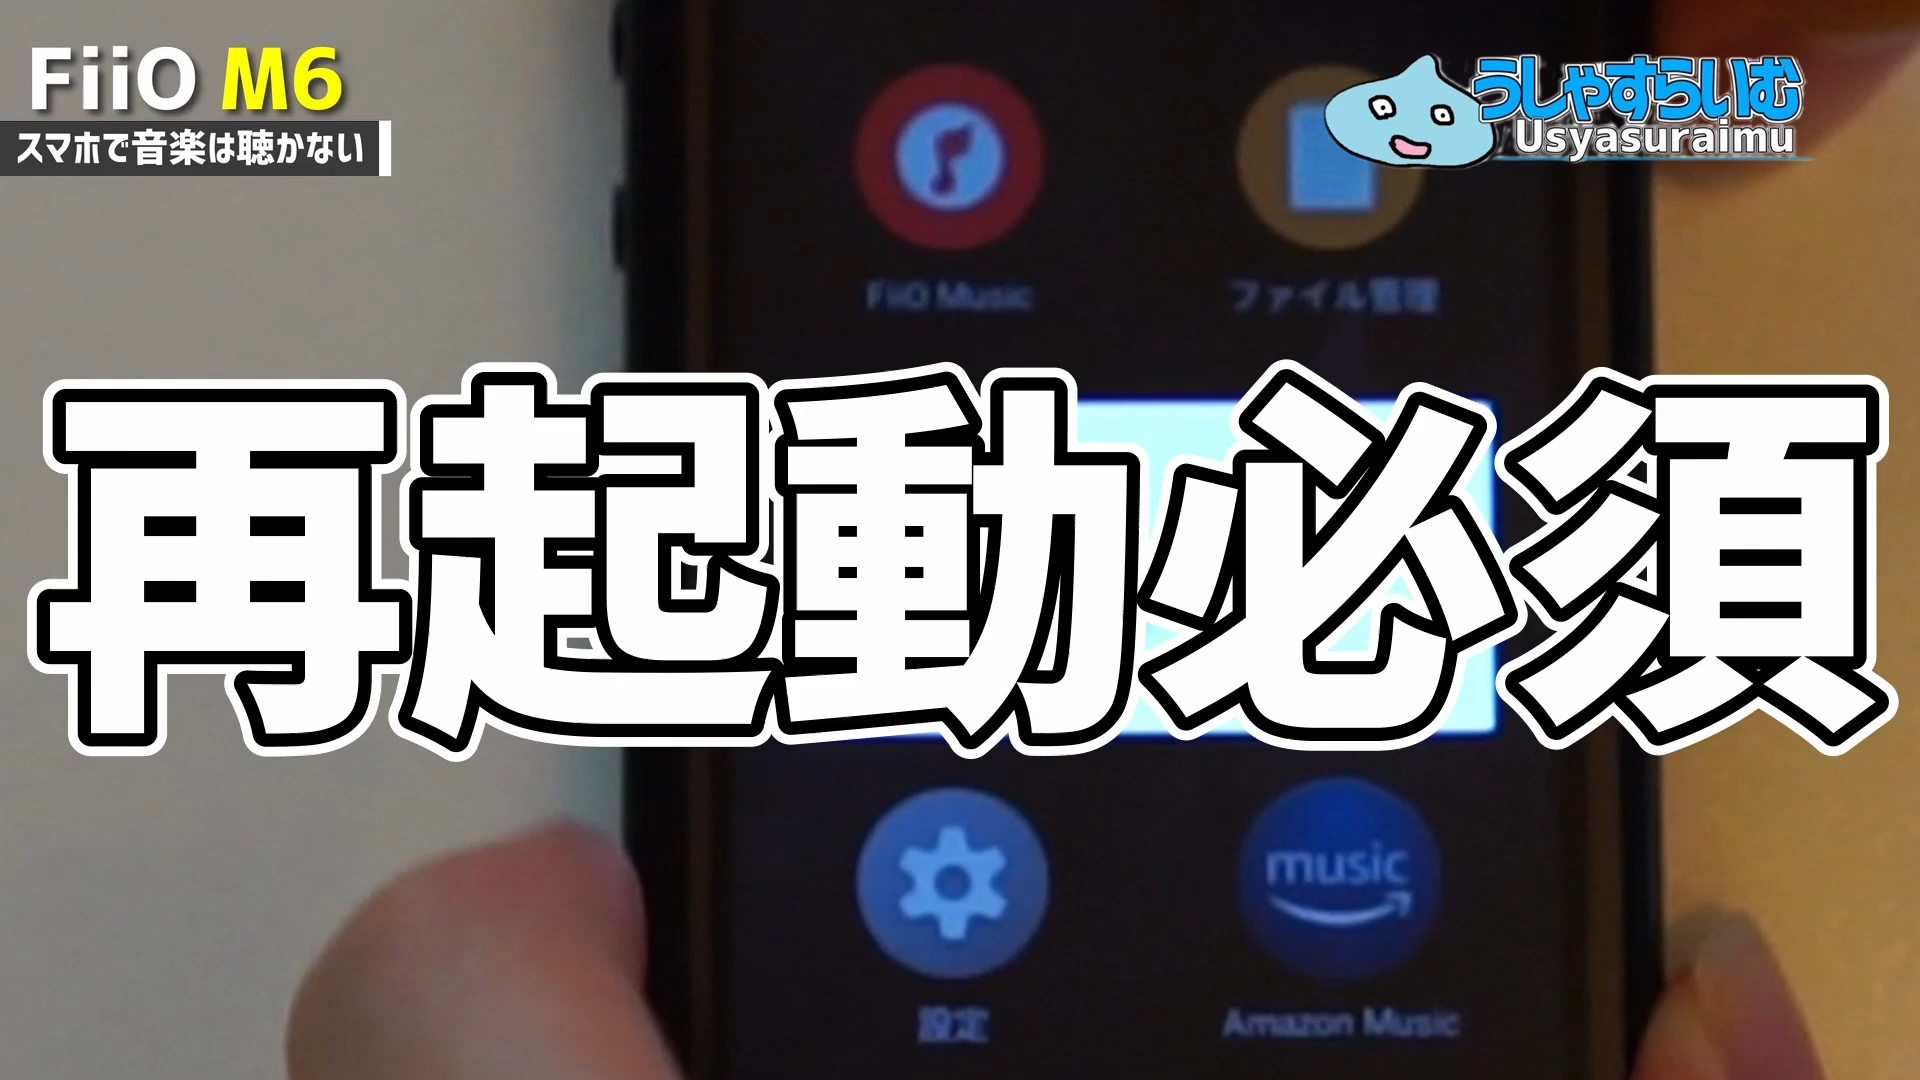 FiiO M6
スマホで音楽は聴かない
うしゃすらいむ
Usyasuraimu
FiiO Music
ファイル管理
再起動必須
music
設定
Amazon Music